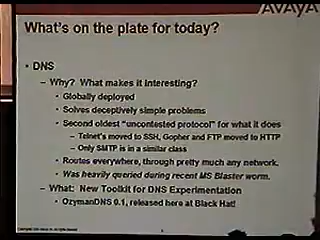 AVAYA
What's on the plate for today?
• DNS
– Why? What makes it interesting?
• Globally deployed
• Solves deceptively simple problems
• Second oldest "uncontested protocol" for what it does
– Telnet's moved to SSH, Gopher and FTP moved to HTTP
– Only SMTP is in a similar class
• Routes everywhere, through pretty much any network.
• Was heavily queried during recent MS Blaster worm.
– What: New Toolkit for DNS Experimentation
• OzymanDNS 0.1, released here at Black Hat!